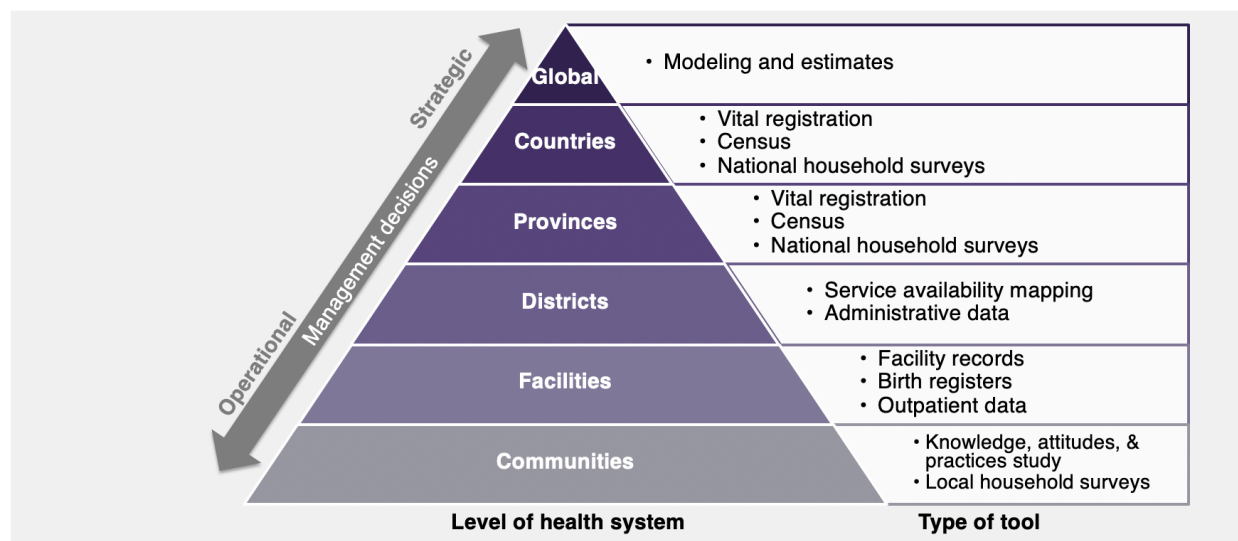 Strategic
Management decisions
Operational
Global
• Modeling and estimates
Countries
• Vital registration
• Census
• National household surveys
Provinces
• Vital registration
• Census
• National household surveys
Districts
• Service availability mapping
• Administrative data
Facilities
• Facility records
• Birth registers
• Outpatient data
Communities
• Knowledge, attitudes, &
practices study
• Local household surveys
Level of health system
Type of tool